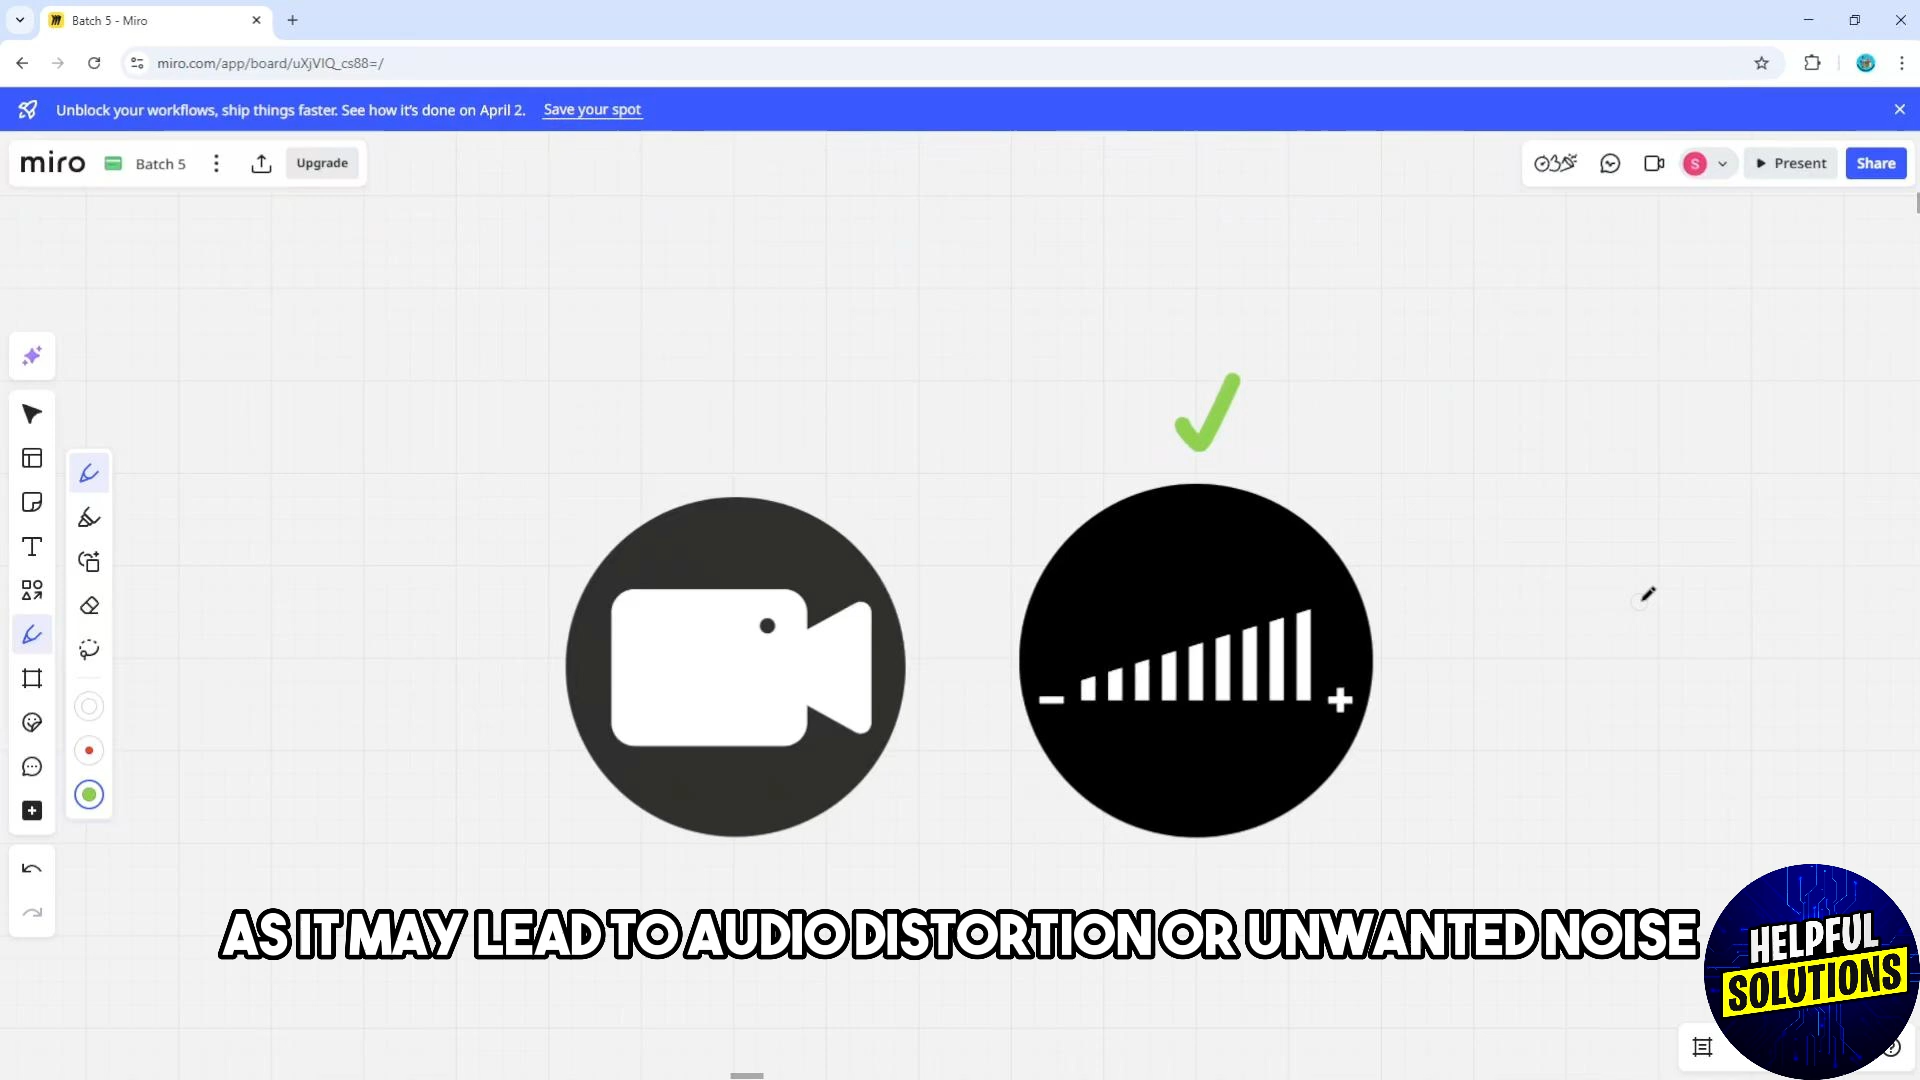 Batch 5 - Miro
miro.com/app/board/uXjVIQ_cs88=/
Unblock your workflows, ship things faster. See how it's done on April 2. Save your spot
miro Batch 5 Upgrade
S Present Share
AS IT MAY LEAD TO AUDIO DISTORTION OR UNWANTED NOISE
HELPFUL
SOLUTIONS